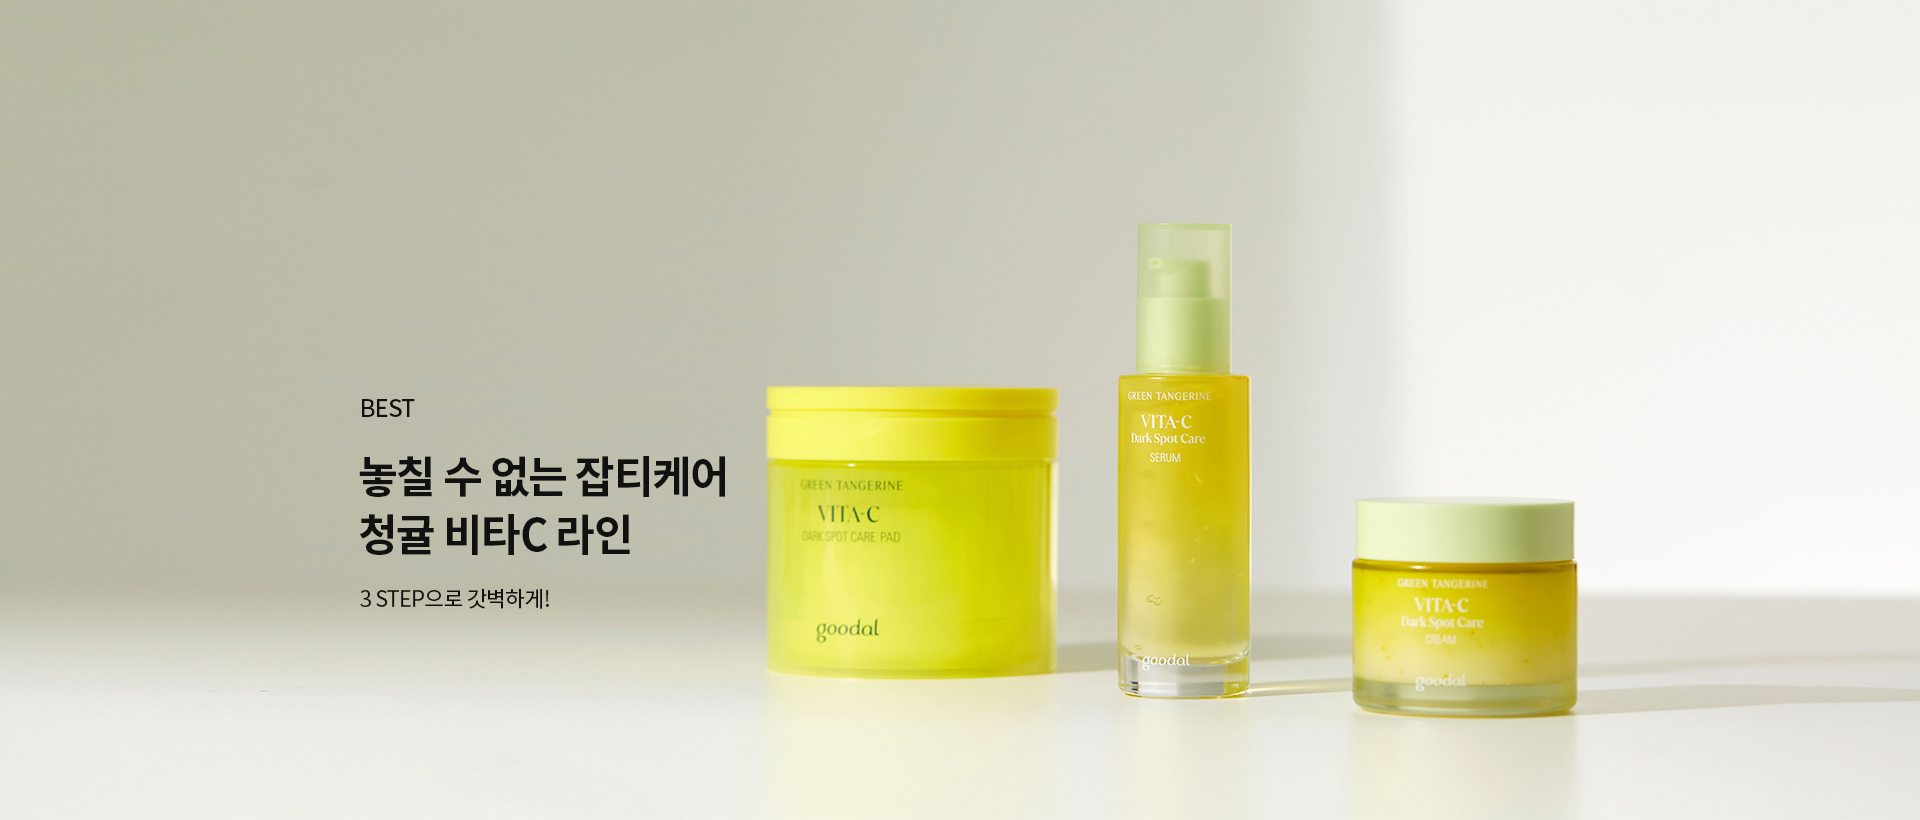 BEST
놓칠 수 없는 잡티케어
청귤 비타C 라인
3 STEP으로 갓벽하게!
GREEN TANGERINE
VITA-C
DARK SPOT CARE PAD
goodal
GREEN TANGERINE
VITA-C
Dark Spot Care
SERUM
goodal
GREEN TANGERINE
VITA-C
Dark Spot Care
CREAM
goodal